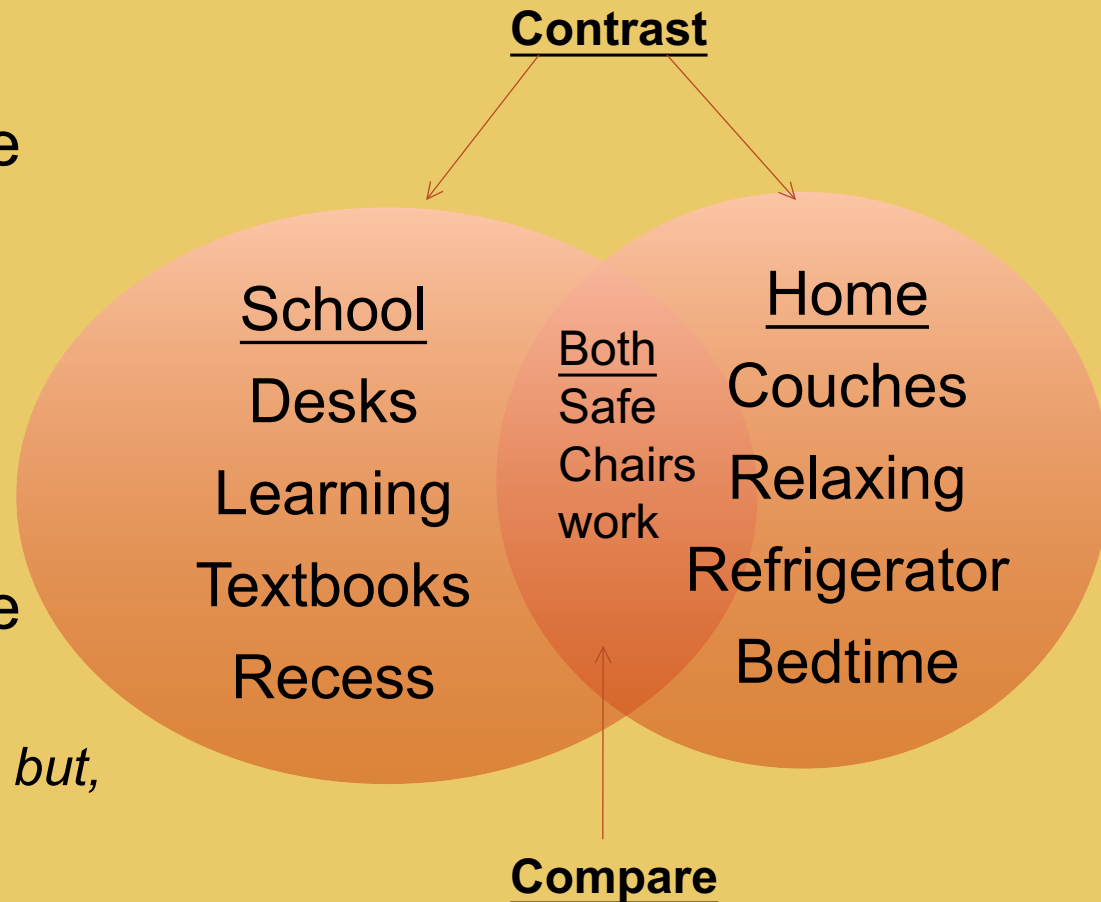 Contrast
e
School
Desks
Learning
Textbooks
Recess
Both
Safe
Chairs
work
Home
Couches
Relaxing
Refrigerator
Bedtime
e
but,
Compare